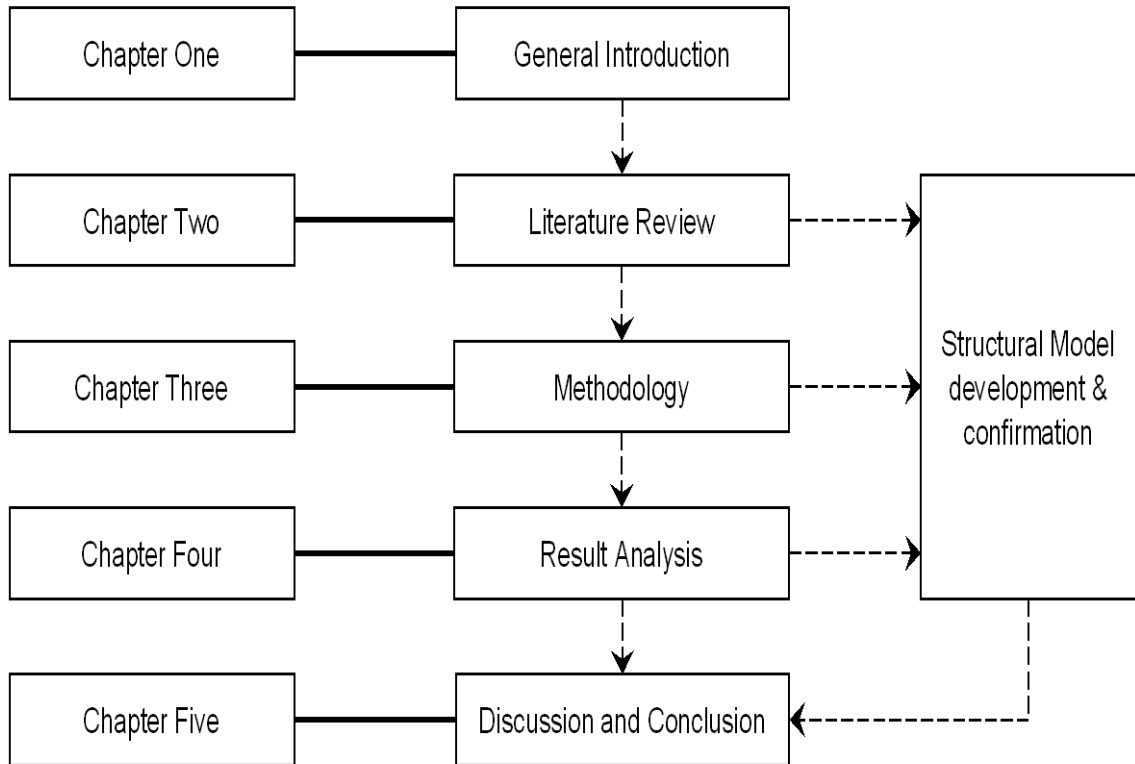 Chapter One
General Introduction
Chapter Two
Literature Review
Chapter Three
Methodology
Structural Model
development &
confirmation
Chapter Four
Result Analysis
Chapter Five
Discussion and Conclusion